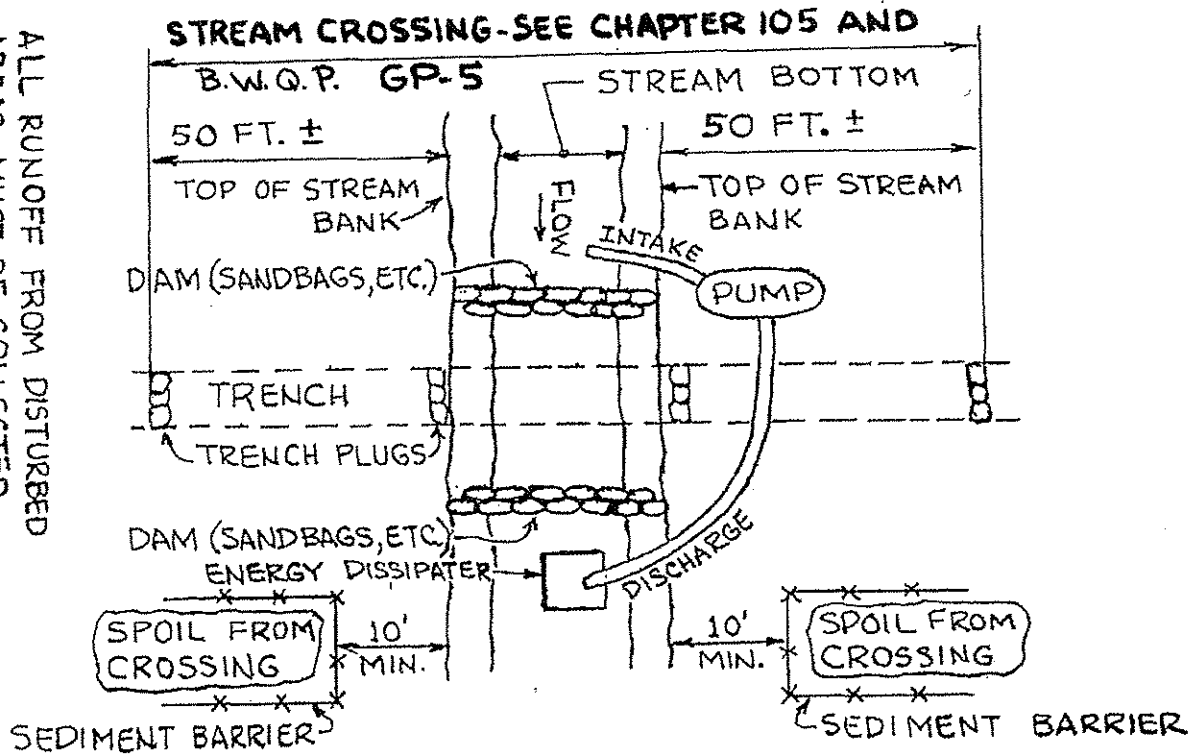 STREAM CROSSING-SEE CHAPTER 105 AND
B.W.Q.P. GP-5
STREAM BOTTOM
50 FT. ±
50 FT. ±
TOP OF STREAM
BANK
FLOW
TOP OF STREAM
BANK
INTAKE
DAM (SANDBAGS, ETC.)
PUMP
TRENCH
TRENCH PLUGS
DAM (SANDBAGS, ETC.)
ENERGY DISSIPATER
DISCHARGE
SPOIL FROM
CROSSING
10'
MIN.
10'
MIN.
SPOIL FROM
CROSSING
SEDIMENT BARRIER
SEDIMENT BARRIER
ALL RUNOFF FROM DISTURBED